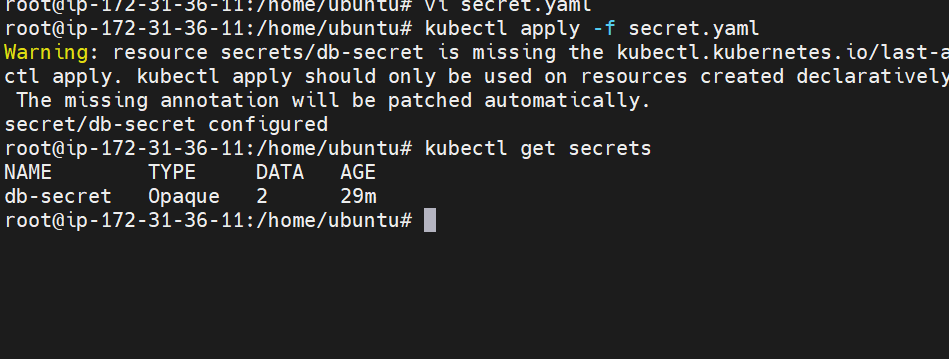 root@ip-172-31-36-11:/home/ubuntu# vi secret.yaml
root@ip-172-31-36-11:/home/ubuntu# kubectl apply -f secret.yaml
Warning: resource secrets/db-secret is missing the kubectl.kubernetes.io/last-a
ctl apply. kubectl apply should only be used on resources created declaratively
 The missing annotation will be patched automatically.
secret/db-secret configured
root@ip-172-31-36-11:/home/ubuntu# kubectl get secrets
NAME        TYPE     DATA   AGE
db-secret   Opaque   2      29m
root@ip-172-31-36-11:/home/ubuntu#